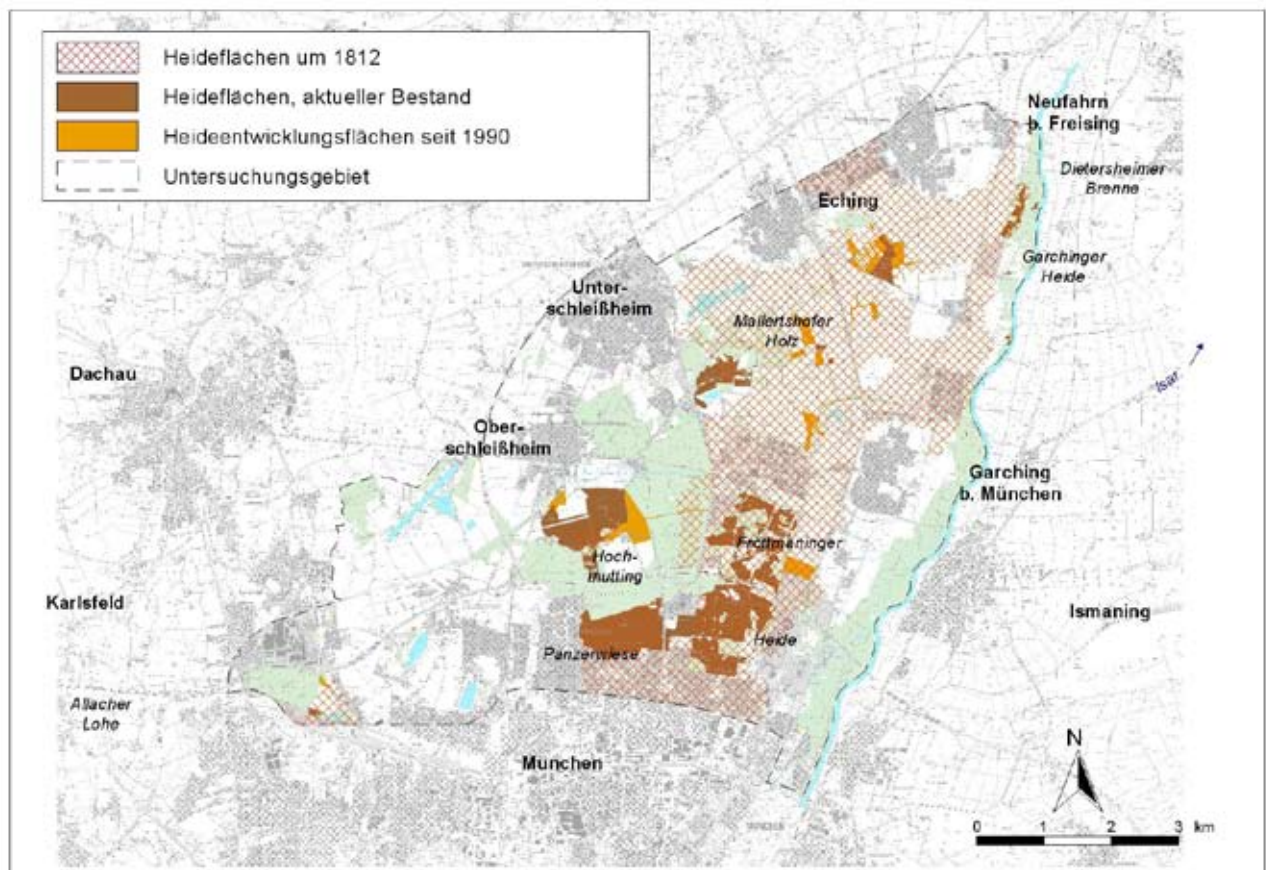 Heideflächen um 1812
Heideflächen, aktueller Bestand
Heideentwicklungsflächen seit 1990
Untersuchungsgebiet
Neufahrn
b. Freising
Dietersheimer
Brenne
Eching
Garchinger
Heide
Unter-
schleißheim
Mallertshofer
Holz
Dachau
Isar
Ober-
schleißheim
Garching
b. München
Fröttmaninger
Hoch-
mutting
Karlsfeld
Ismaning
Heide
Panzerwiese
Allacher
Lohe
Munchen
N
0 1 2 3 km